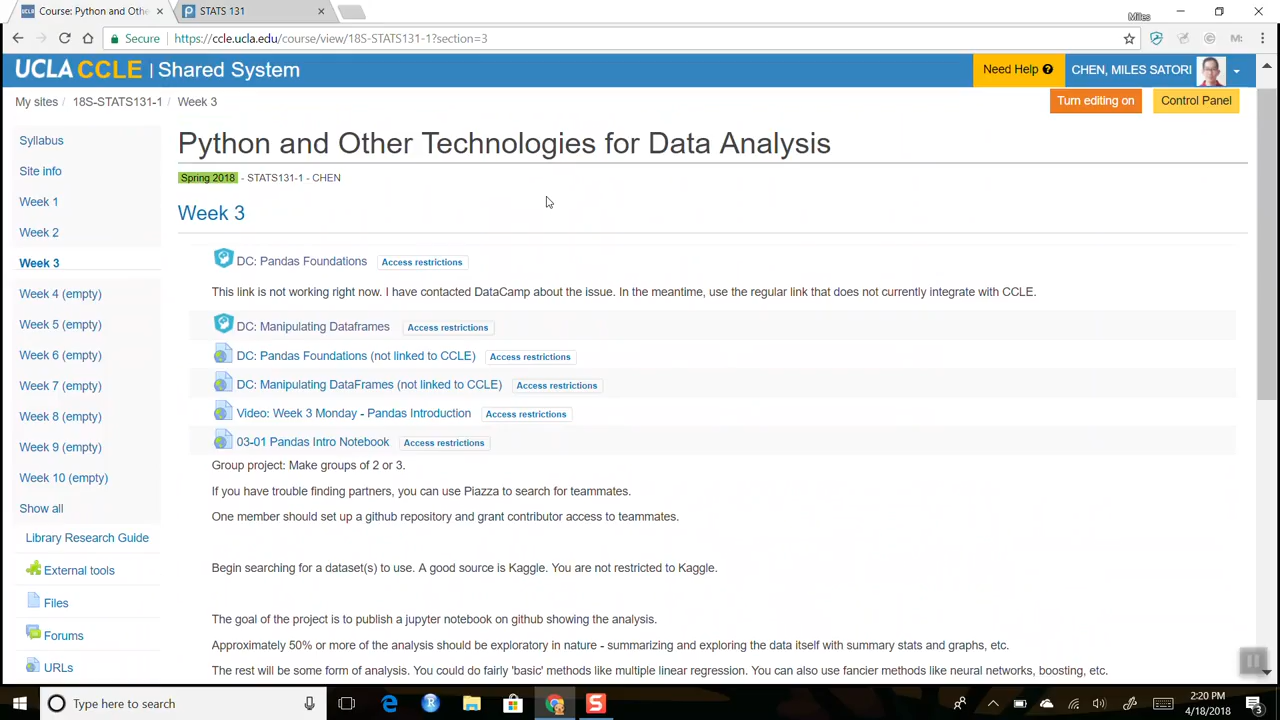 Course: Python and Oth
STATS 131
Miles
Secure
https://ccle.ucla.edu/course/view/18S-STATS131-1?section=3
M:
UCLA CCLE | Shared System
Need Help ?
CHEN, MILES SATORI
My sites / 18S-STATS131-1 / Week 3
Turn editing on
Control Panel
Syllabus
Site info
Week 1
Week 2
Week 3
Week 4 (empty)
Week 5 (empty)
Week 6 (empty)
Week 7 (empty)
Week 8 (empty)
Week 9 (empty)
Week 10 (empty)
Show all
Library Research Guide
External tools
Files
Forums
URLs
Python and Other Technologies for Data Analysis
Spring 2018 - STATS131-1 - CHEN
Week 3
DC: Pandas Foundations Access restrictions
This link is not working right now. I have contacted DataCamp about the issue. In the meantime, use the regular link that does not currently integrate with CCLE.
DC: Manipulating Dataframes Access restrictions
DC: Pandas Foundations (not linked to CCLE) Access restrictions
DC: Manipulating DataFrames (not linked to CCLE) Access restrictions
Video: Week 3 Monday - Pandas Introduction Access restrictions
03-01 Pandas Intro Notebook Access restrictions
Group project: Make groups of 2 or 3.
If you have trouble finding partners, you can use Piazza to search for teammates.
One member should set up a github repository and grant contributor access to teammates.
Begin searching for a dataset(s) to use. A good source is Kaggle. You are not restricted to Kaggle.
The goal of the project is to publish a jupyter notebook on github showing the analysis.
Approximately 50% or more of the analysis should be exploratory in nature - summarizing and exploring the data itself with summary stats and graphs, etc.
The rest will be some form of analysis. You could do fairly 'basic' methods like multiple linear regression. You can also use fancier methods like neural networks, boosting, etc.
Type here to search
2:20 PM
4/18/2018
3